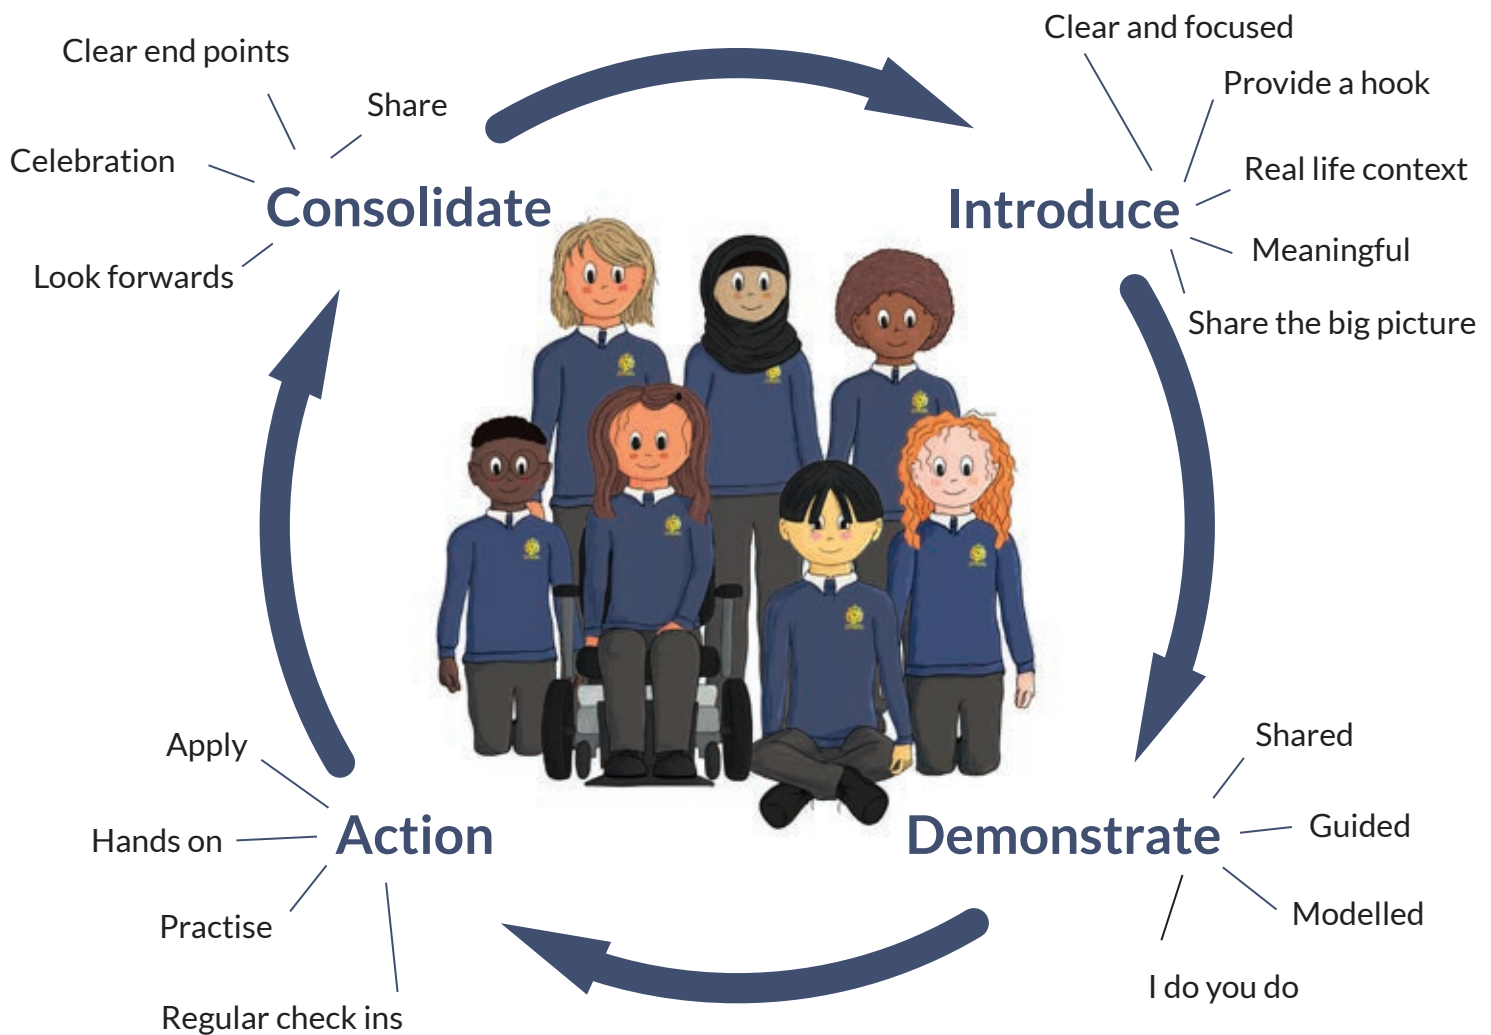 Clear end points
Share
Celebration
Consolidate
Look forwards
Clear and focused
Provide a hook
Real life context
Introduce
Meaningful
Share the big picture
Shared
Guided
Demonstrate
Modelled
I do you do
Apply
Hands on
Action
Practise
Regular check ins